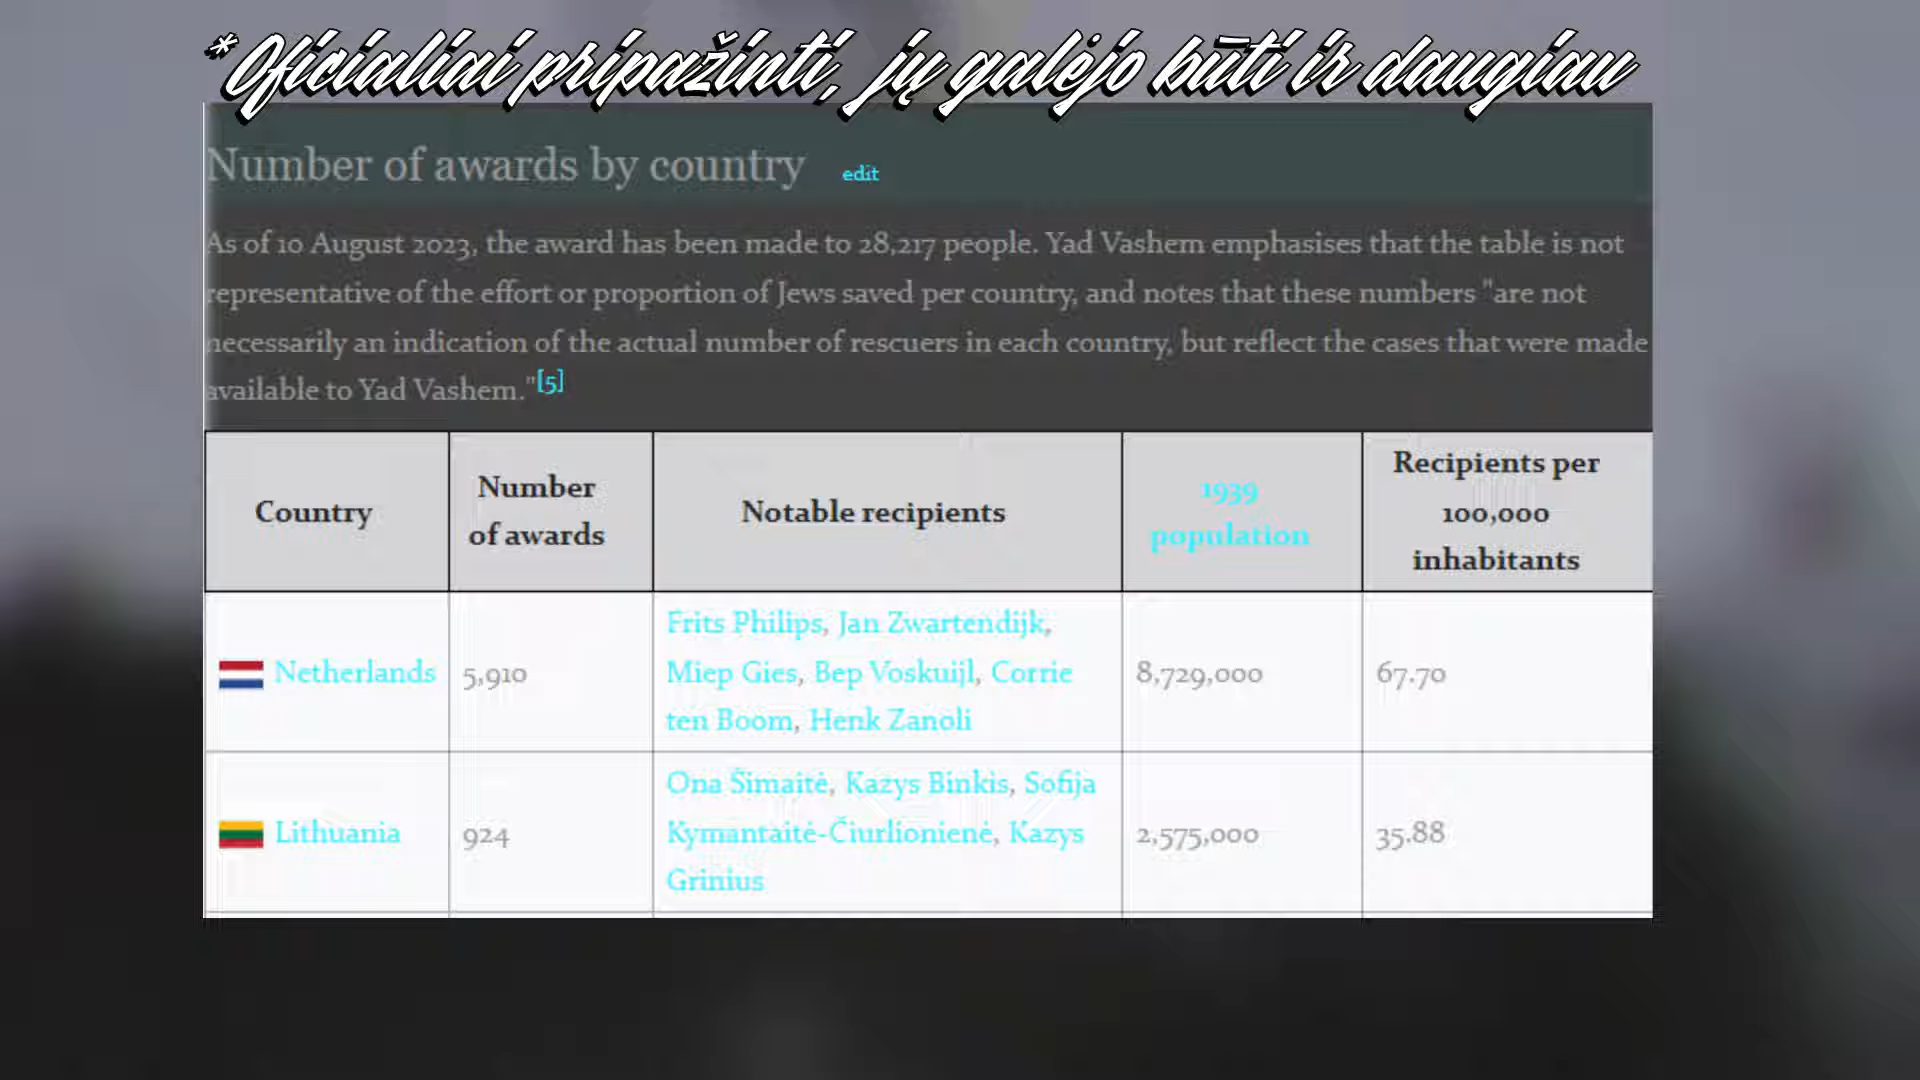 *Oficialiai pripažinti, jų galėjo būti ir daugiau
Number of awards by country edit
As of 10 August 2023, the award has been made to 28,217 people. Yad Vashem emphasises that the table is not
representative of the effort or proportion of Jews saved per country, and notes that these numbers "are not
necessarily an indication of the actual number of rescuers in each country, but reflect the cases that were made
available to Yad Vashem."[5]
Country
Number
of awards
Notable recipients
1939
population
Recipients per
100,000
inhabitants
Netherlands
5,910
Frits Philips, Jan Zwartendijk,
Miep Gies, Bep Voskuijl, Corrie
ten Boom, Henk Zanoli
8,729,000
67.70
Lithuania
924
Ona Šimaitė, Kazys Binkis, Sofija
Kymantaitė-Čiurlionienė, Kazys
Grinius
2,575,000
35.88